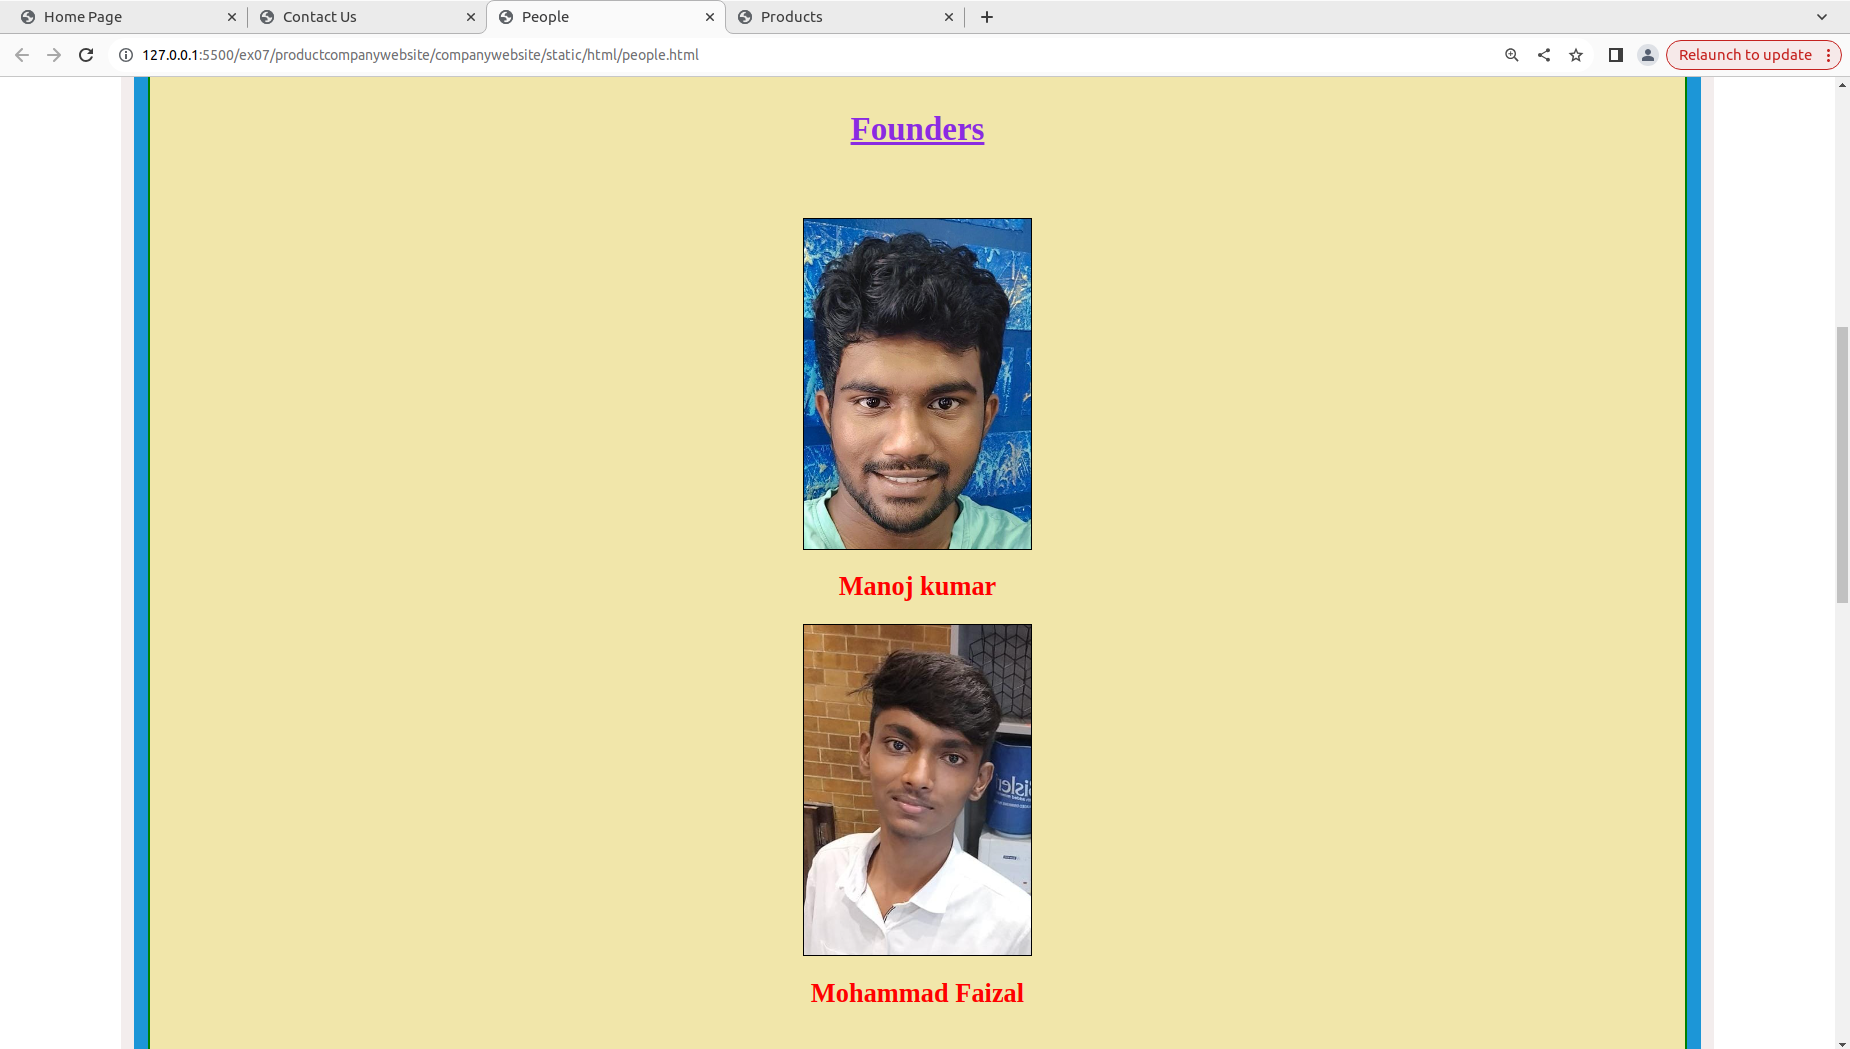 Home Page
Contact Us
People
Products
127.0.0.1:5500/ex07/productcompanywebsite/companywebsite/static/html/people.html
Relaunch to update
Founders
Manoj kumar
Mohammad Faizal